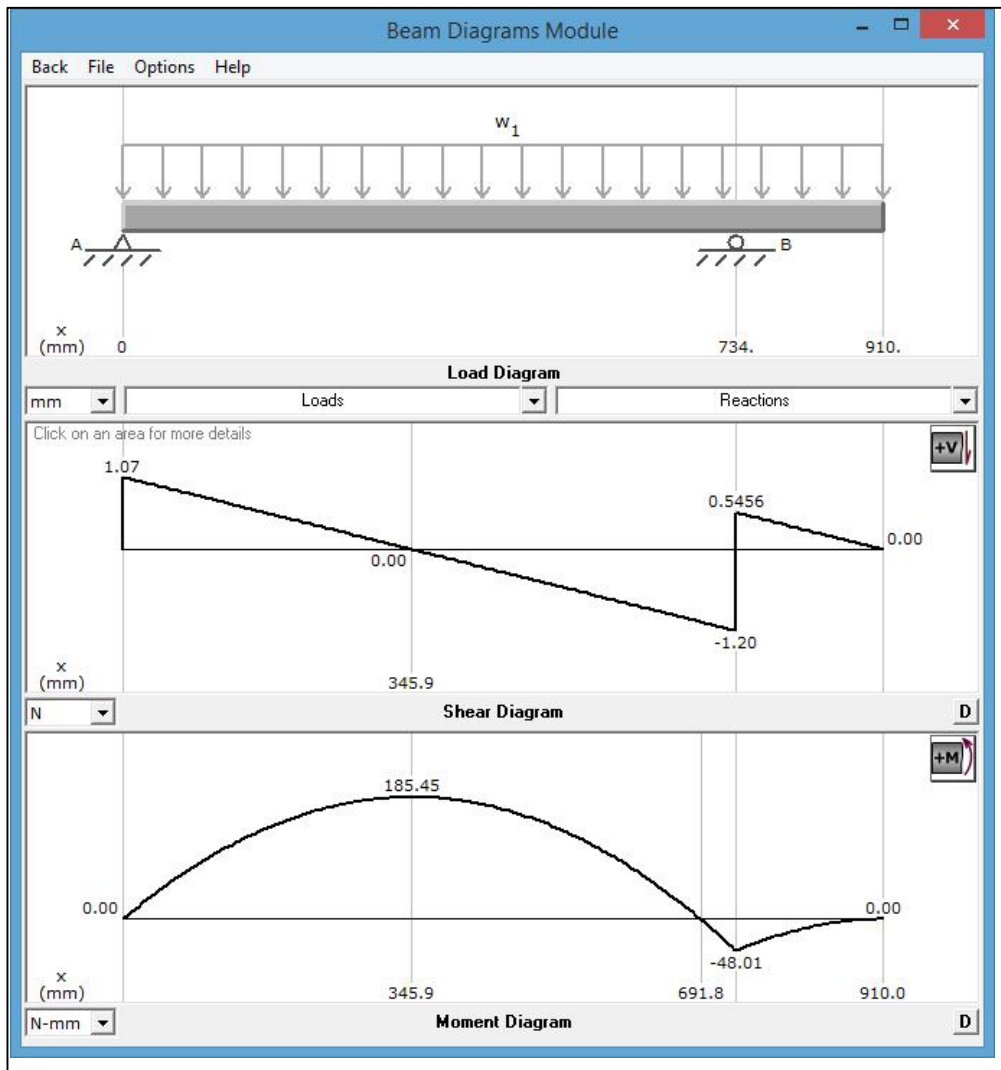 Beam Diagrams Module
Back File Options Help
w1
A B
x
(mm) 0 734. 910.
Load Diagram
mm Loads Reactions
Click on an area for more details
+V
1.07
0.5456
0.00
0.00
-1.20
x
(mm) 345.9
N Shear Diagram D
+M
185.45
0.00 0.00
-48.01
x
(mm) 345.9 691.8 910.0
N-mm Moment Diagram D